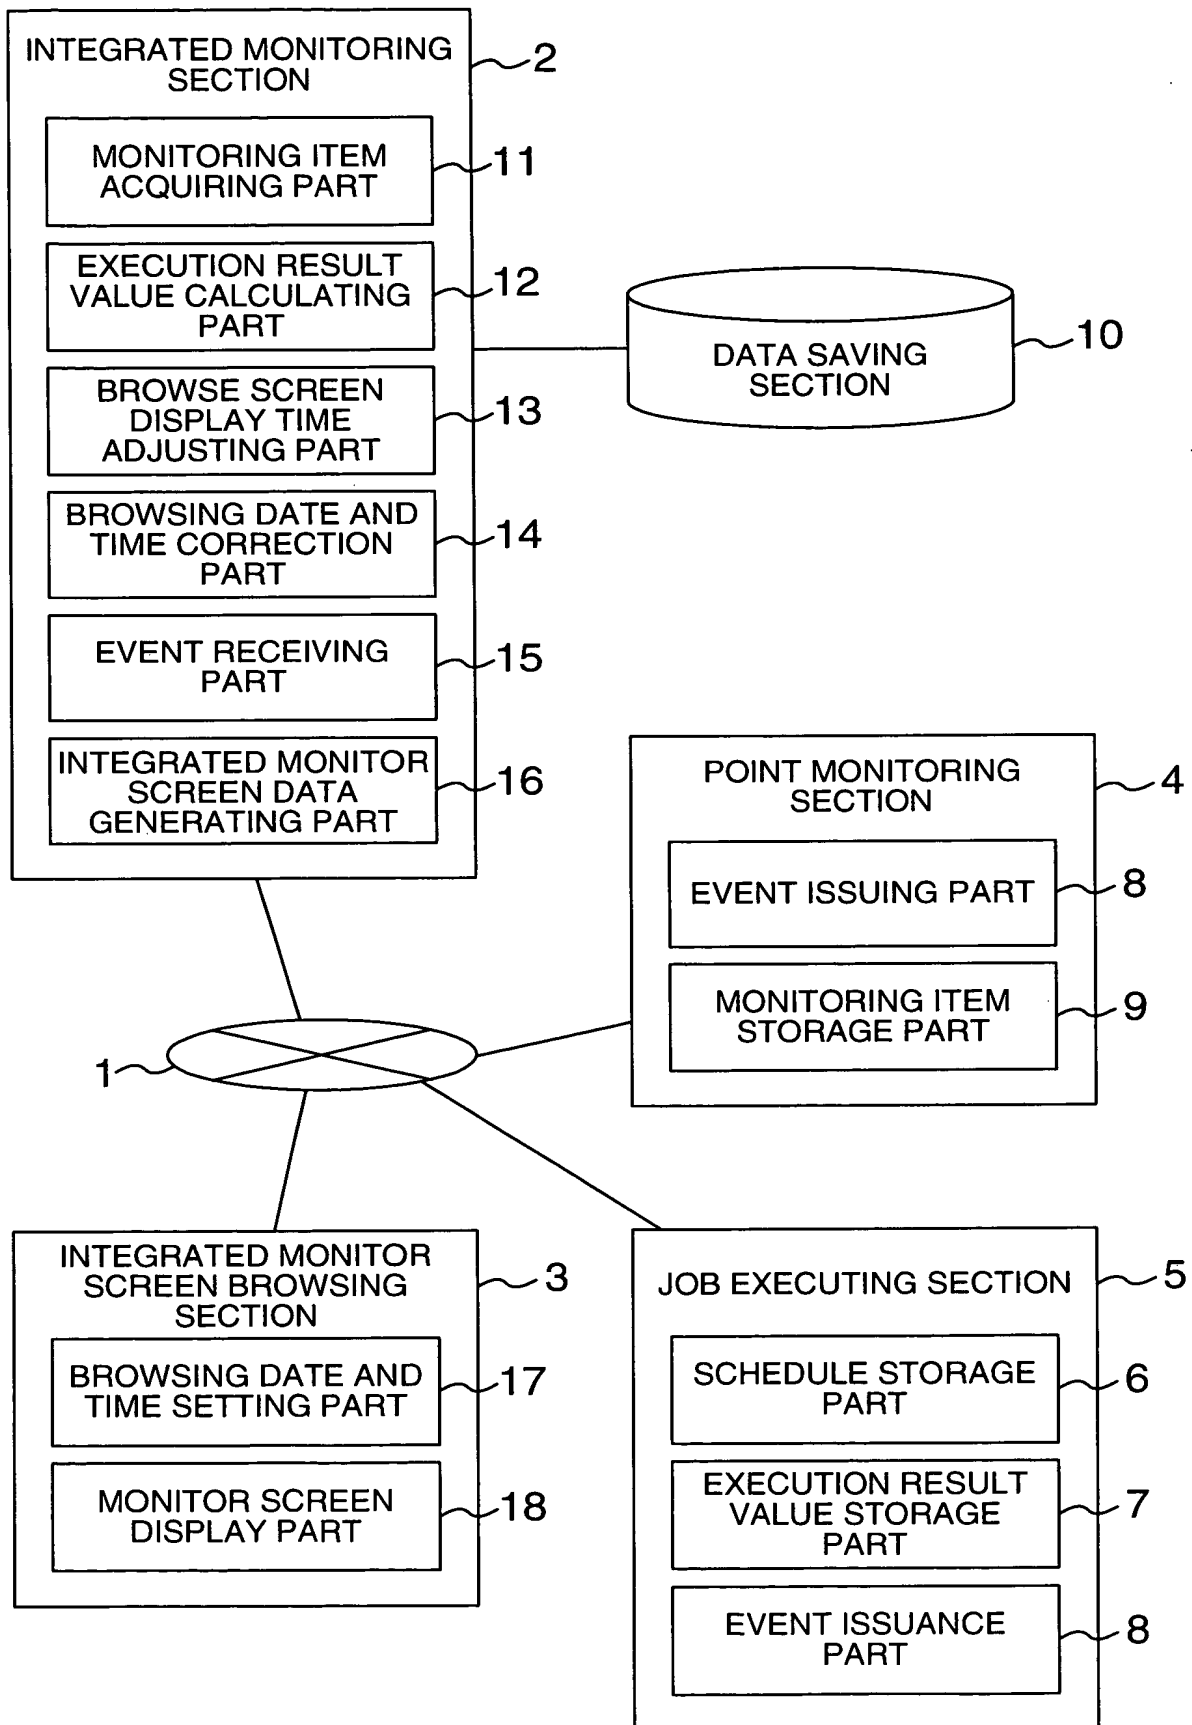 INTEGRATED MONITORING
SECTION
2
MONITORING ITEM
ACQUIRING PART
11
EXECUTION RESULT
VALUE CALCULATING
PART
12
BROWSE SCREEN
DISPLAY TIME
ADJUSTING PART
13
BROWSING DATE AND
TIME CORRECTION
PART
14
EVENT RECEIVING
PART
15
INTEGRATED MONITOR
SCREEN DATA
GENERATING PART
16
DATA SAVING
SECTION
10
POINT MONITORING
SECTION
4
EVENT ISSUING PART
8
MONITORING ITEM
STORAGE PART
9
1
INTEGRATED MONITOR
SCREEN BROWSING
SECTION
3
BROWSING DATE AND
TIME SETTING PART
17
MONITOR SCREEN
DISPLAY PART
18
JOB EXECUTING SECTION
5
SCHEDULE STORAGE
PART
6
EXECUTION RESULT
VALUE STORAGE
PART
7
EVENT ISSUANCE
PART
8